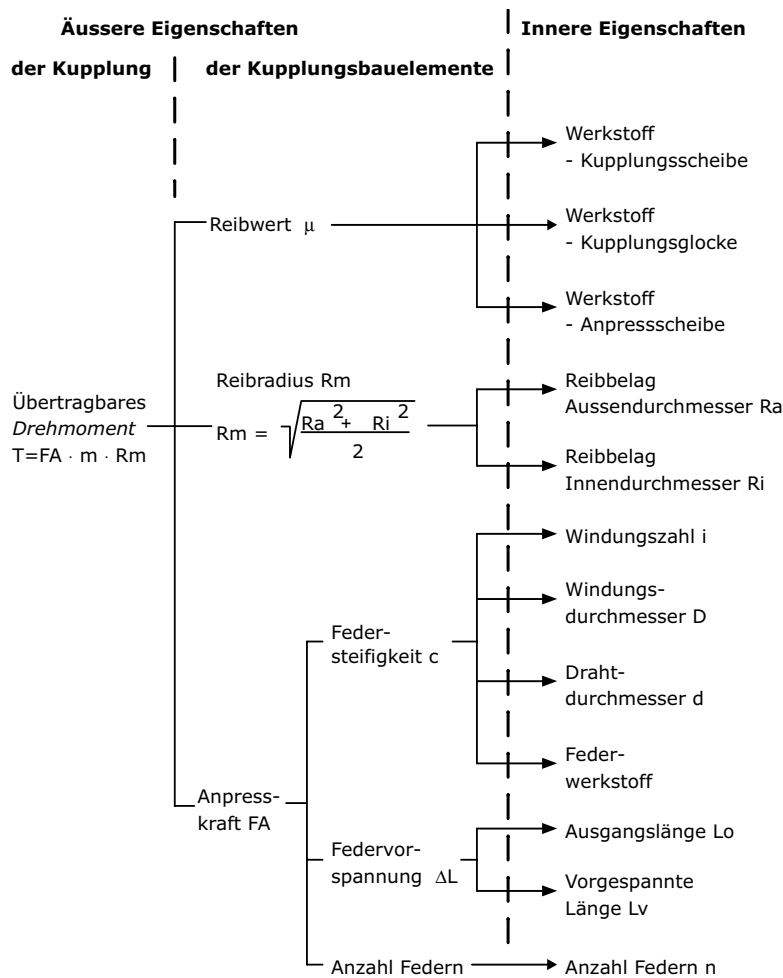 Äussere Eigenschaften
Innere Eigenschaften
der Kupplung
der Kupplungsbauelemente
Werkstoff
- Kupplungsscheibe
Reibwert μ
Werkstoff
- Kupplungsglocke
Werkstoff
- Anpressscheibe
Übertragbares
Drehmoment
T=FA · m · Rm
Reibradius Rm
Rm = √((Ra² + Ri²)/2)
Reibbelag
Aussendurchmesser Ra
Reibbelag
Innendurchmesser Ri
Anpress-
kraft FA
Feder-
steifigkeit c
Windungszahl i
Windungs-
durchmesser D
Draht-
durchmesser d
Feder-
werkstoff
Federvor-
spannung ΔL
Ausgangslänge Lo
Vorgespannte
Länge Lv
Anzahl Federn
Anzahl Federn n